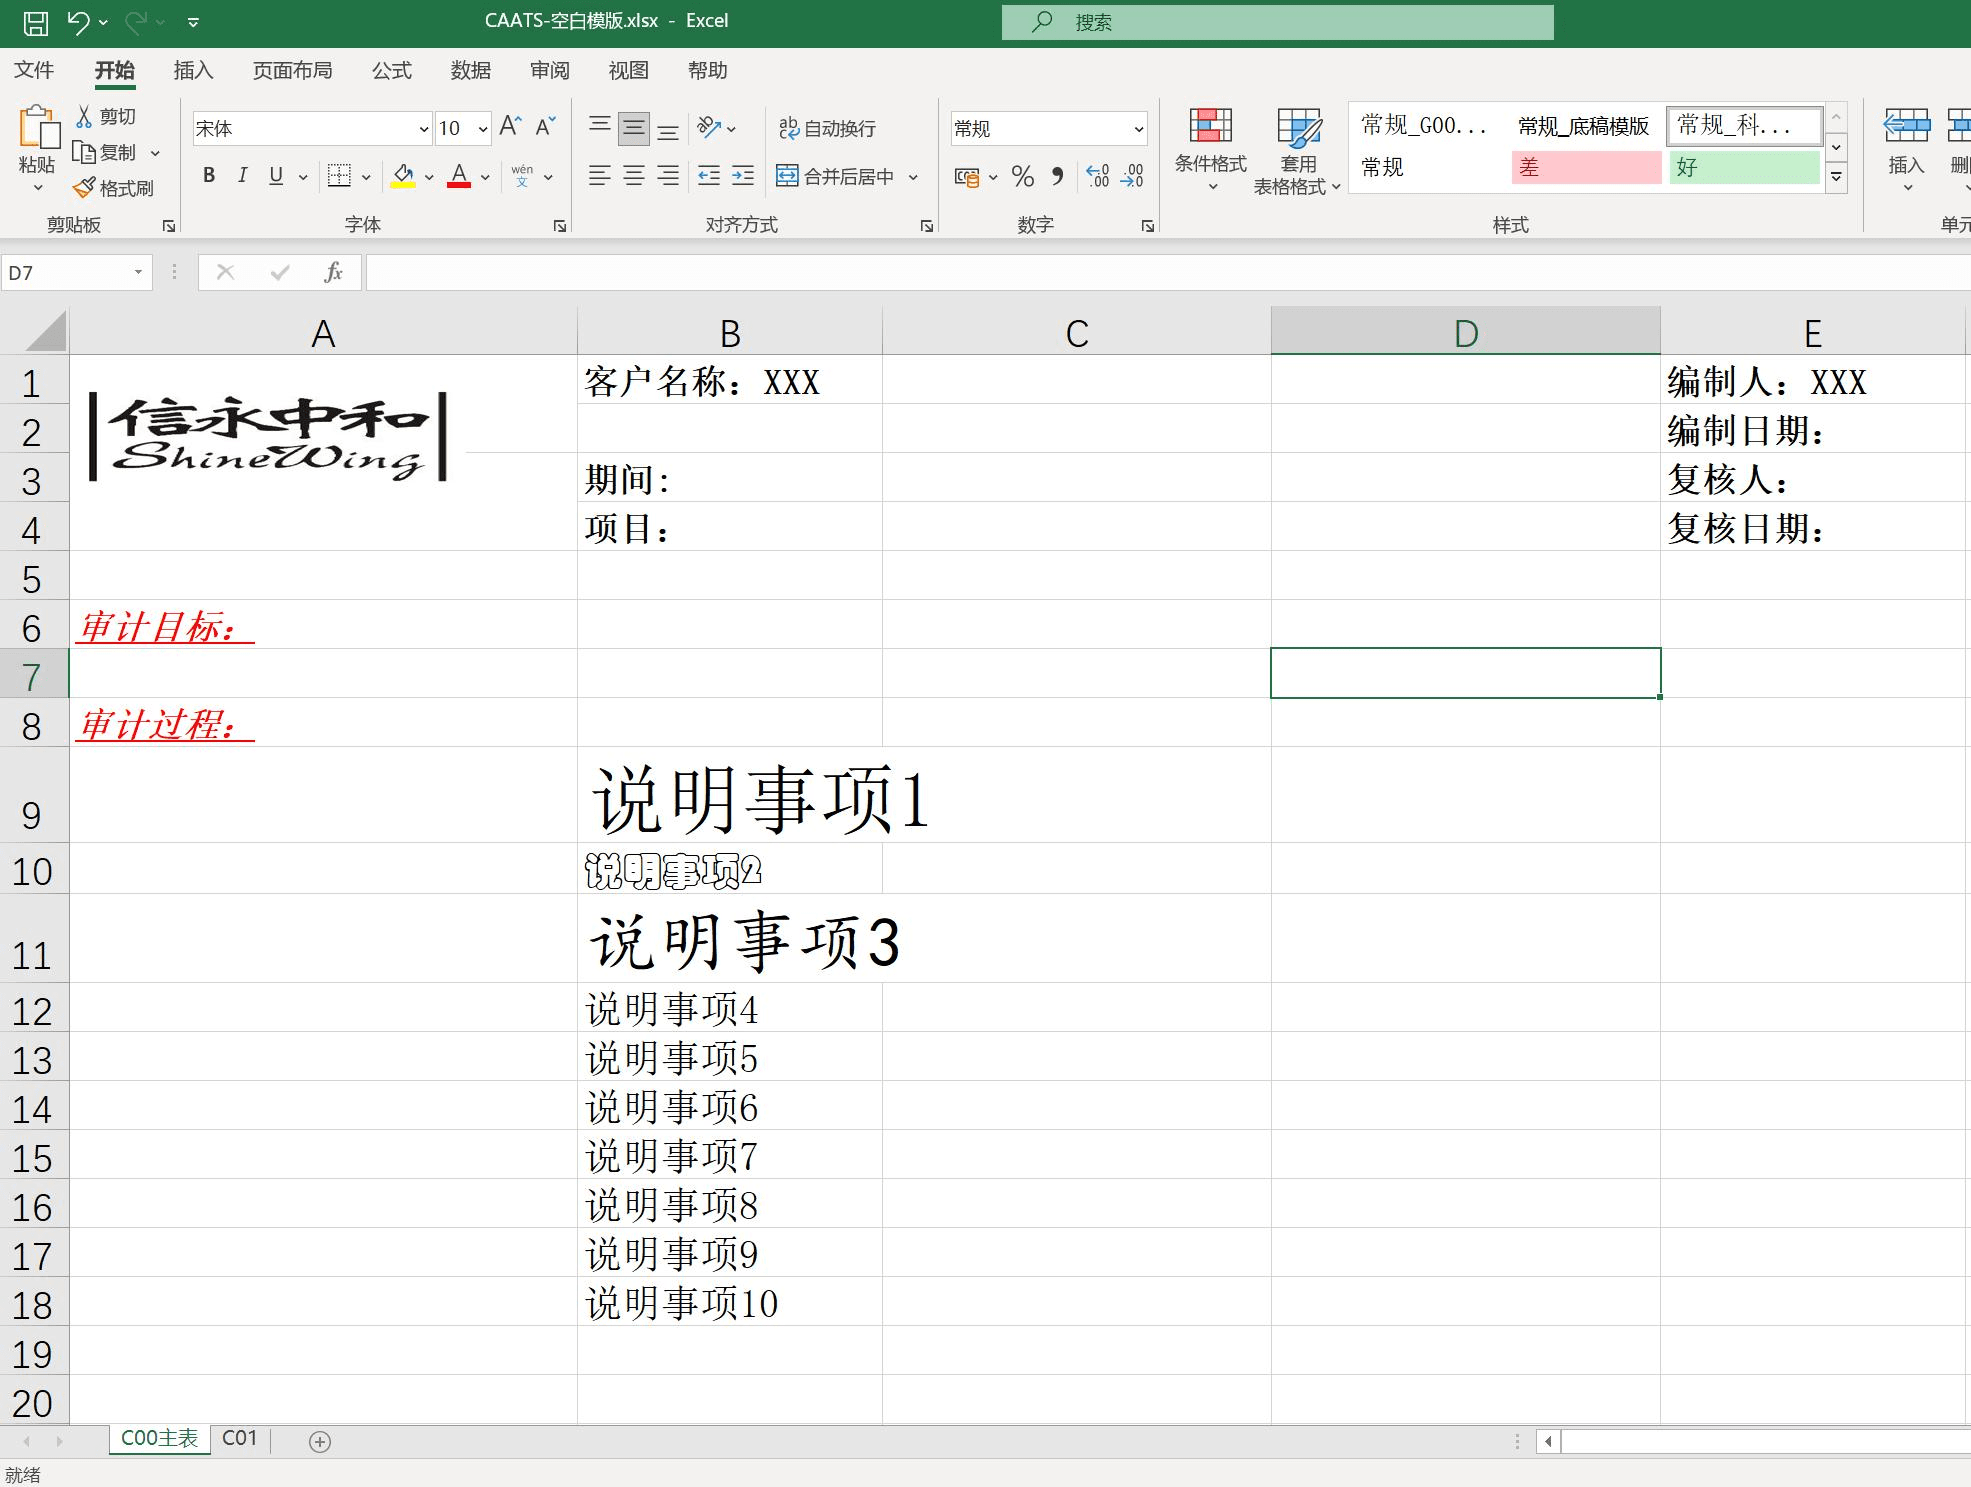 CAATS-空白模版.xlsx - Excel
搜索
文件 开始 插入 页面布局 公式 数据 审阅 视图 帮助
粘贴 剪切 复制 格式刷
剪贴板
宋体 10 A A
B I U A wén 文
字体
ab 自动换行
合并后居中
对齐方式
常规
% .00 .00
数字
条件格式 套用 表格格式
常规_G00... 常规_底稿模版 常规_科...
常规 差 好
样式
插入
D7 fx
A B C D E
1 客户名称：XXX 编制人：XXX
信永中和
ShineWing
2 编制日期：
3 期间： 复核人：
4 项目： 复核日期：
5
6 审计目标：
7
8 审计过程：
9 说明事项1
10 说明事项2
11 说明事项3
12 说明事项4
13 说明事项5
14 说明事项6
15 说明事项7
16 说明事项8
17 说明事项9
18 说明事项10
19
20
C00主表 C01
就绪